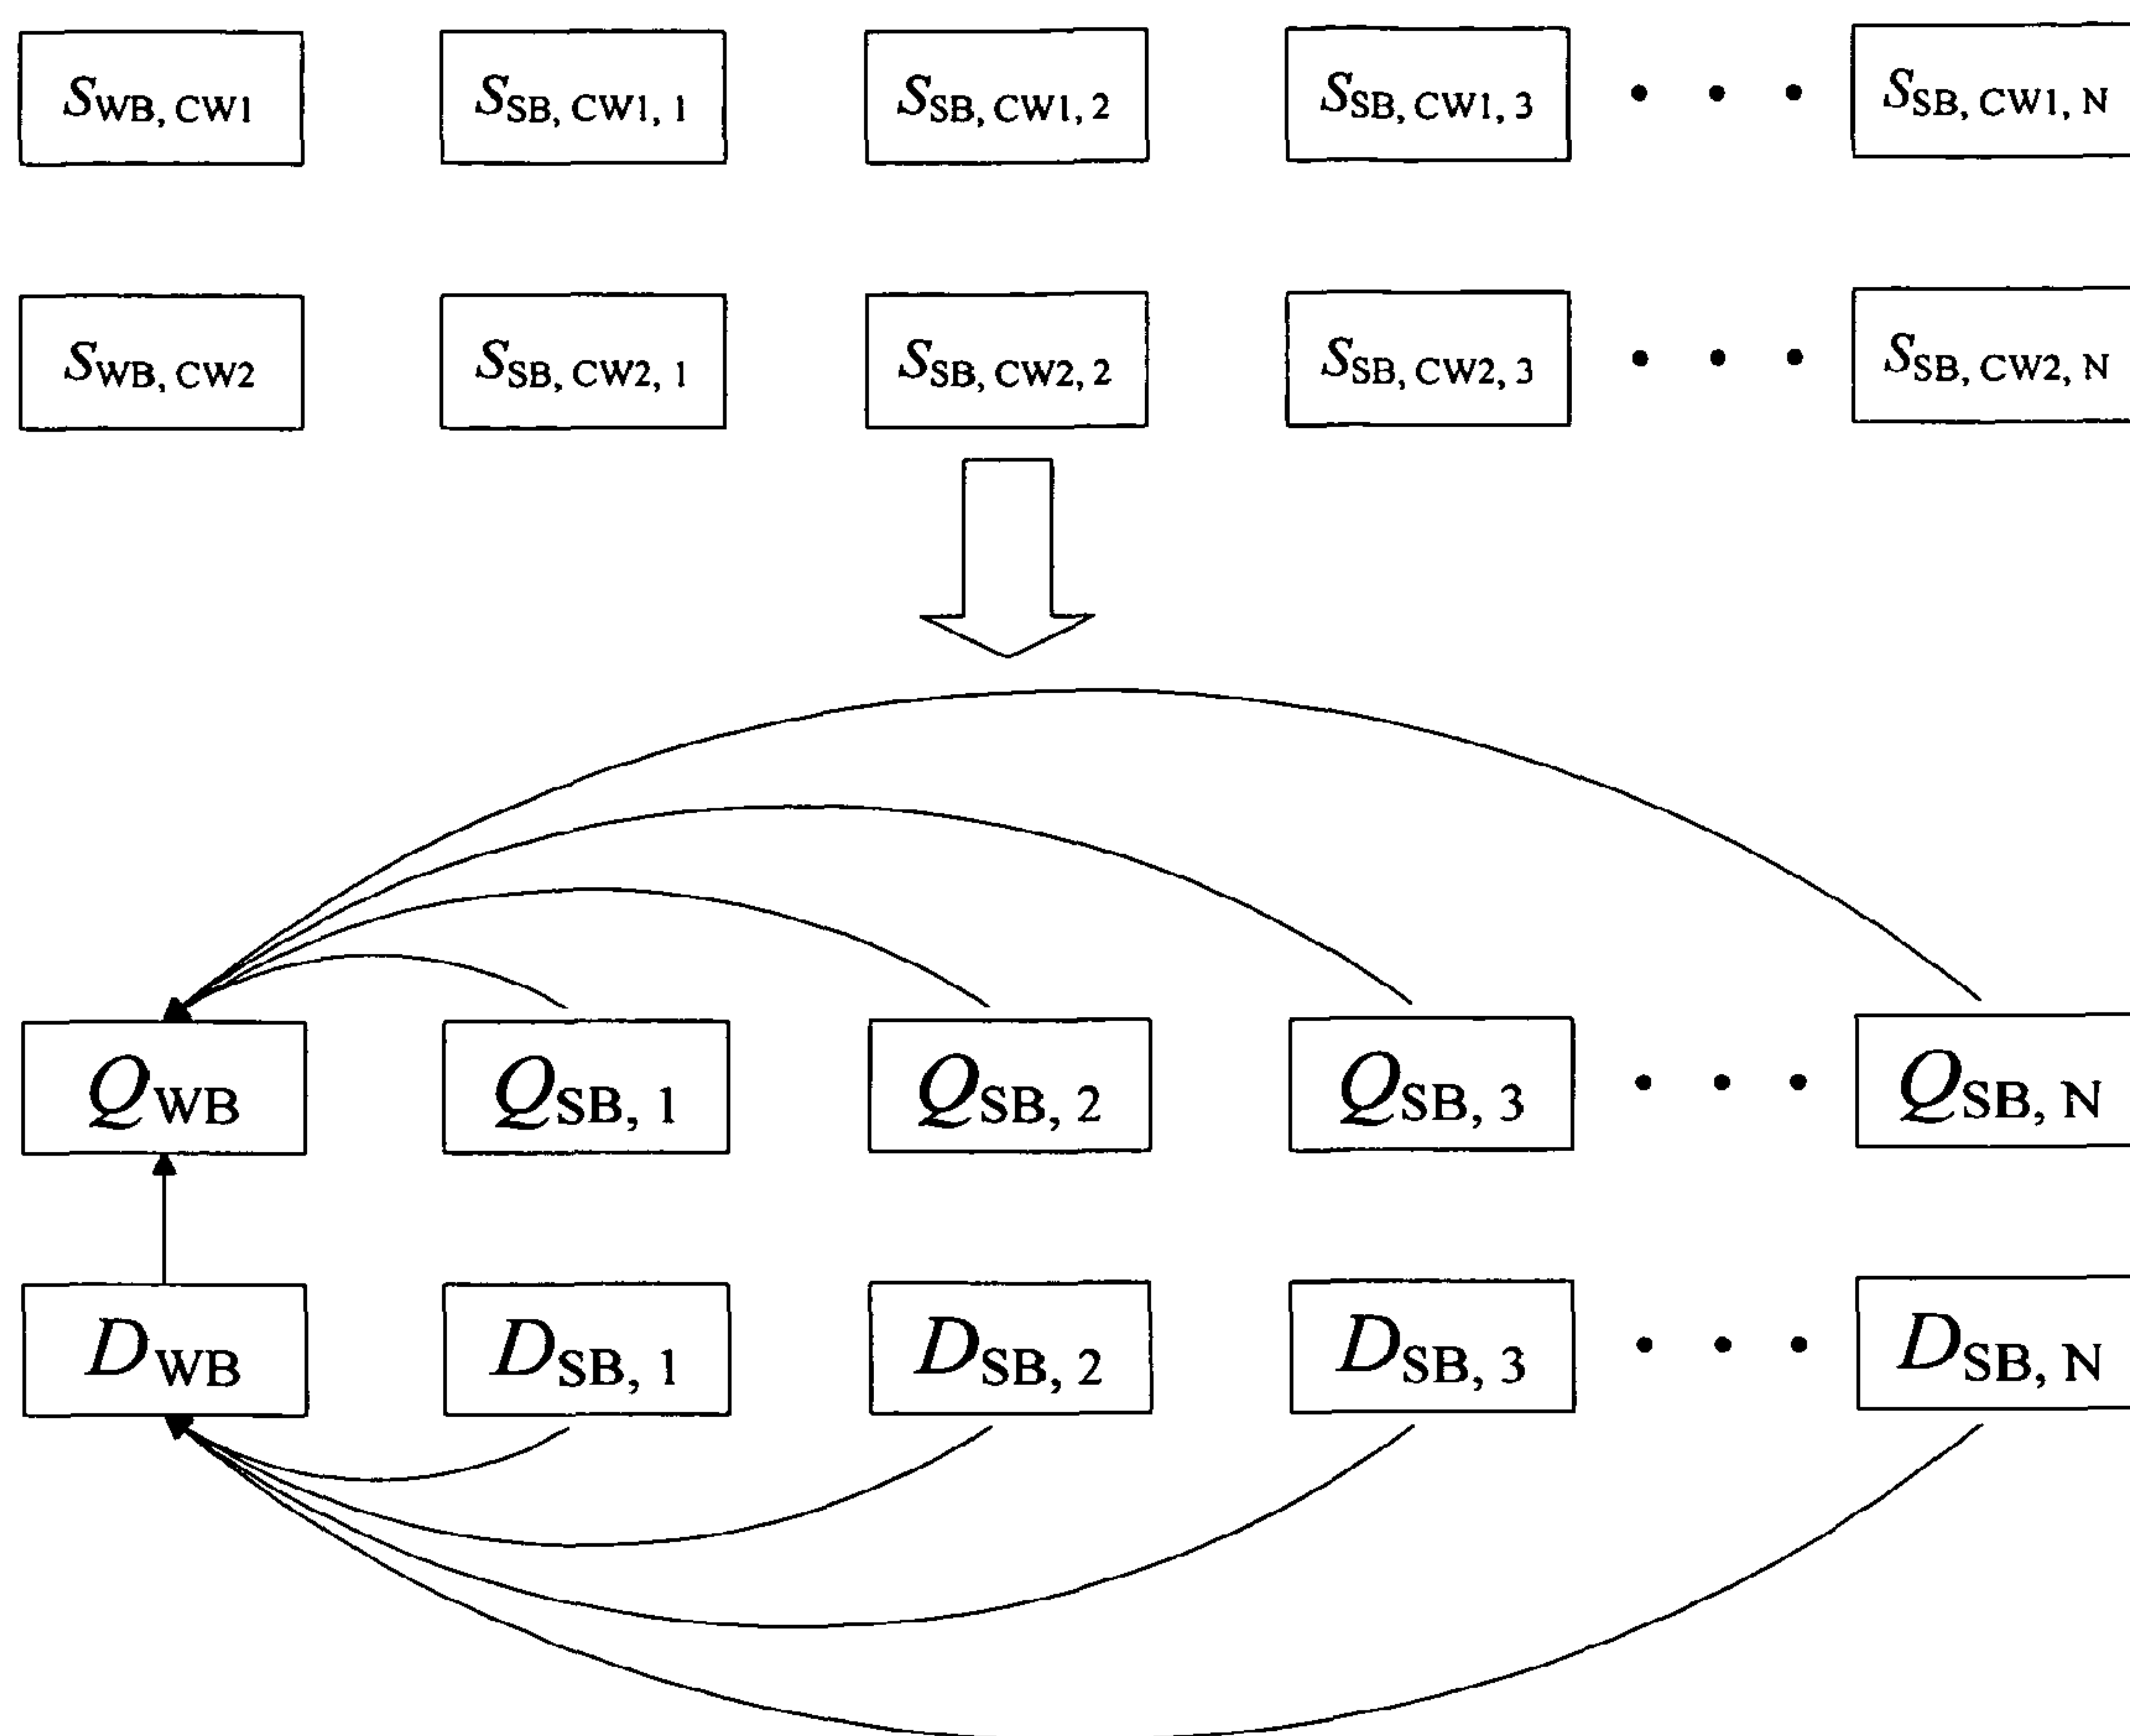 SWB, CW1 SSB, CW1, 1 SSB, CW1, 2 SSB, CW1, 3 • • • SSB, CW1, N
SWB, CW2 SSB, CW2, 1 SSB, CW2, 2 SSB, CW2, 3 • • • SSB, CW2, N
QWB QSB, 1 QSB, 2 QSB, 3 • • • QSB, N
DWB DSB, 1 DSB, 2 DSB, 3 • • • DSB, N